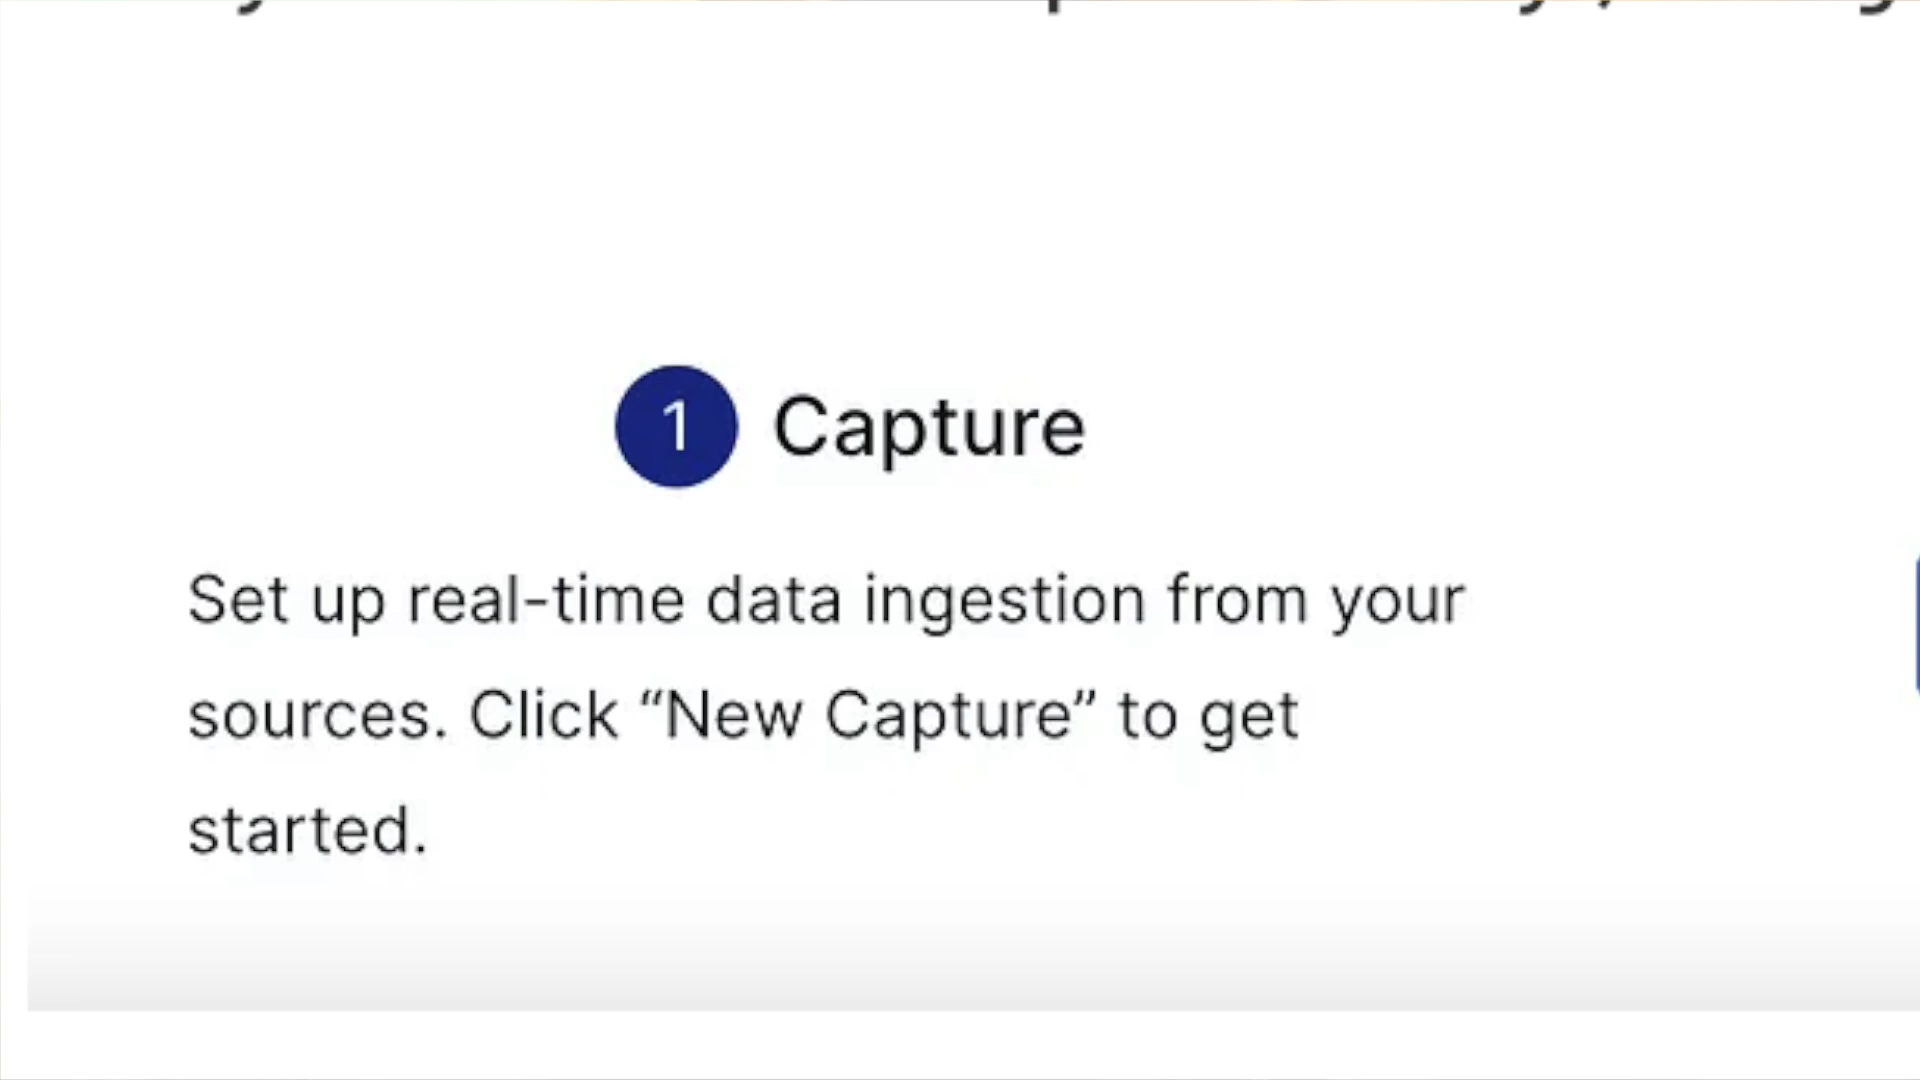 1 Capture
Set up real-time data ingestion from your
sources. Click “New Capture” to get
started.